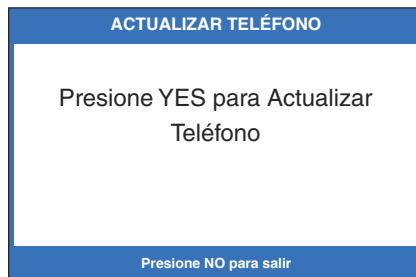 ACTUALIZAR TELÉFONO
Presione YES para Actualizar
Teléfono
Presione NO para salir